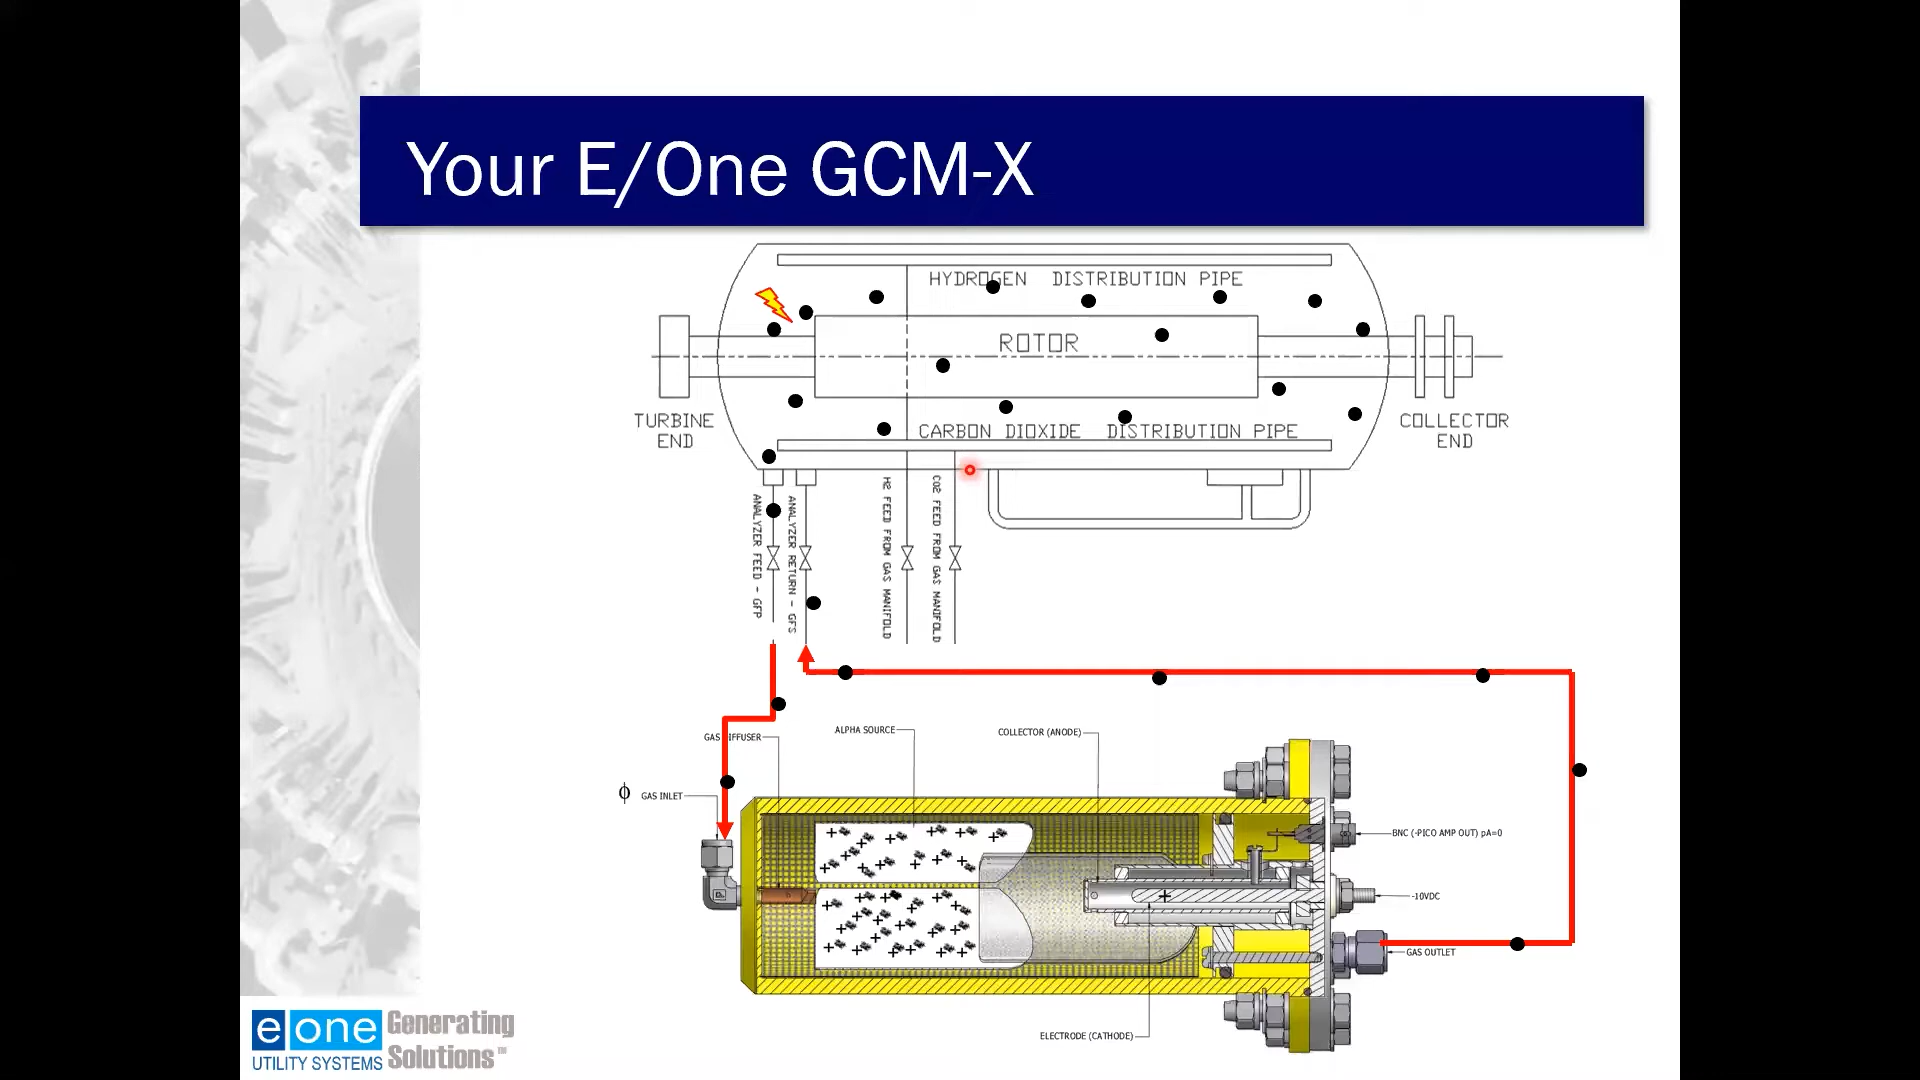 Your E/One GCM-X
HYDROGEN DISTRIBUTION PIPE
ROTOR
TURBINE
END
COLLECTOR
END
CARBON DIOXIDE DISTRIBUTION PIPE
ANALYZER FEED - GFP
ANALYZER RETURN - GFS
H2 FEED FROM GAS MANIFOLD
CO2 FEED FROM GAS MANIFOLD
GAS DIFFUSER
ALPHA SOURCE
COLLECTOR (ANODE)
ϕ GAS INLET
BNC (-PICO AMP OUT) pA=0
-10VDC
GAS OUTLET
ELECTRODE (CATHODE)
e one Generating
UTILITY SYSTEMS Solutions™